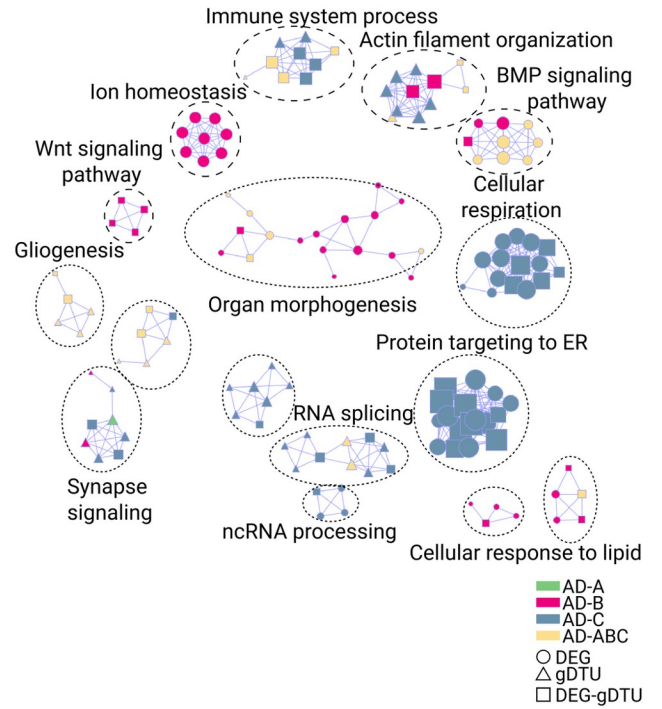 Immune system process
Actin filament organization
BMP signaling
pathway
Ion homeostasis
Wnt signaling
pathway
Cellular
respiration
Gliogenesis
Organ morphogenesis
Protein targeting to ER
RNA splicing
Synapse
signaling
ncRNA processing
Cellular response to lipid
AD-A
AD-B
AD-C
AD-ABC
DEG
gDTU
DEG-gDTU